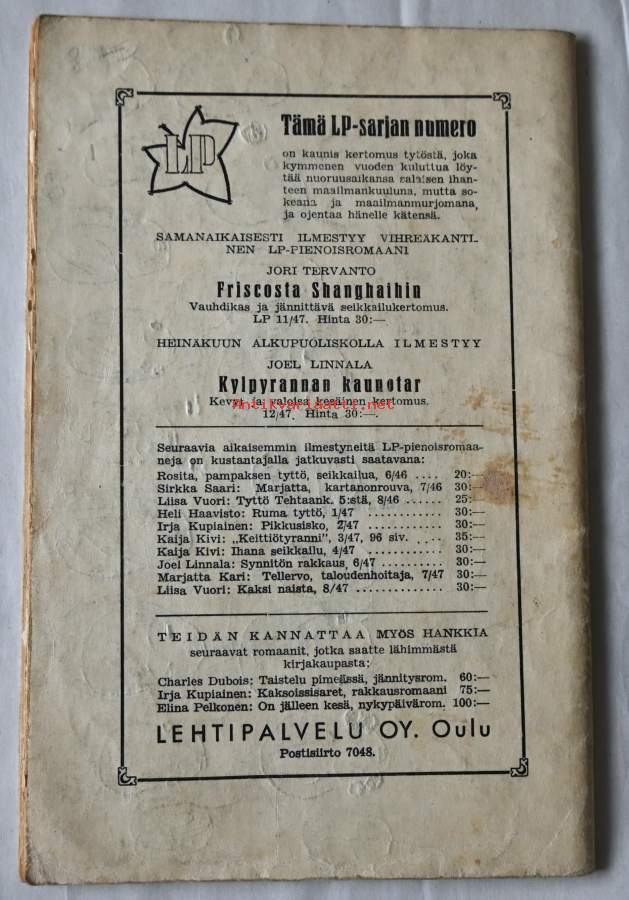 LP
Tämä LP-sarjan numero
on kaunis kertomus tytöstä, joka
kymmenen vuoden kuluttua löy-
tää nuoruusaikansa salaisen ihan-
teen maailmankuuluna, mutta so-
keana ja maailmanmurjomana,
ja ojentaa hänelle kätensä.
SAMANAIKAISESTI ILMESTYY VIHREÄKANTI-
NEN LP-PIENOISROMAANI
JORI TERVANTO
Friscosta Shanghaihin
Vauhdikas ja jännittävä seikkailukertomus.
LP 11/47. Hinta 30:—
HEINÄKUUN ALKUPUOLISKOLLA ILMESTYY
JOEL LINNALA
Kylpyrannan kaunotar
Kevyt ja valoisa kesäinen kertomus.
Antikvariaatit.net
12/47. Hinta 30:—.
Seuraavia aikaisemmin ilmestyneitä LP-pienoisromaa-
neja on kustantajalla jatkuvasti saatavana:
Rosita, pampaksen tyttö, seikkailua, 6/46 .... 20:—
Sirkka Saari: Marjatta, kartanonrouva, 7/46 30:—
Liisa Vuori: Tyttö Tehtaank. 5:stä, 8/46 ...... 25:—
Heli Haavisto: Ruma tyttö, 1/47 ............ 30:—
Irja Kupiainen: Pikkusisko, 2/47 ............ 30:—
Kaija Kivi: „Keittiötyranni”, 3/47, 96 siv. .... 35:—
Kaija Kivi: Ihana seikkailu, 4/47 ............ 30:—
Joel Linnala: Synnitön rakkaus, 6/47 .......... 30:—
Marjatta Kari: Tellervo, taloudenhoitaja, 7/47 30:—
Liisa Vuori: Kaksi naista, 8/47 .............. 30:—
TEIDÄN KANNATTAA MYÖS HANKKIA
seuraavat romaanit, jotka saatte lähimmästä
kirjakaupasta:
Charles Dubois: Taistelu pimeässä, jännitysrom. 60:—
Irja Kupiainen: Kaksoissisaret, rakkausromaani 75:—
Elina Pelkonen: On jälleen kesä, nykypäivärom. 100:—
LEHTIPALVELU OY. Oulu
Postisiirto 7048.